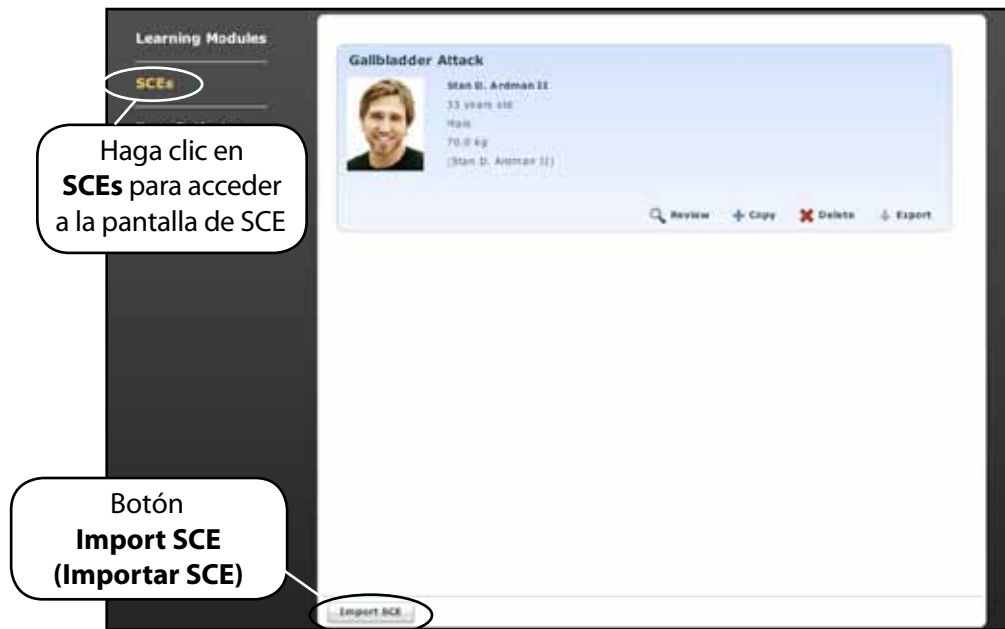 Learning Modules
SCEs
Haga clic en
SCEs para acceder
a la pantalla de SCE
Gallbladder Attack
Stan D. Ardman II
33 years old
Male
70.0 kg
(Stan D. Ardman II)
Review Copy Delete Export
Botón
Import SCE
(Importar SCE)
Import SCE